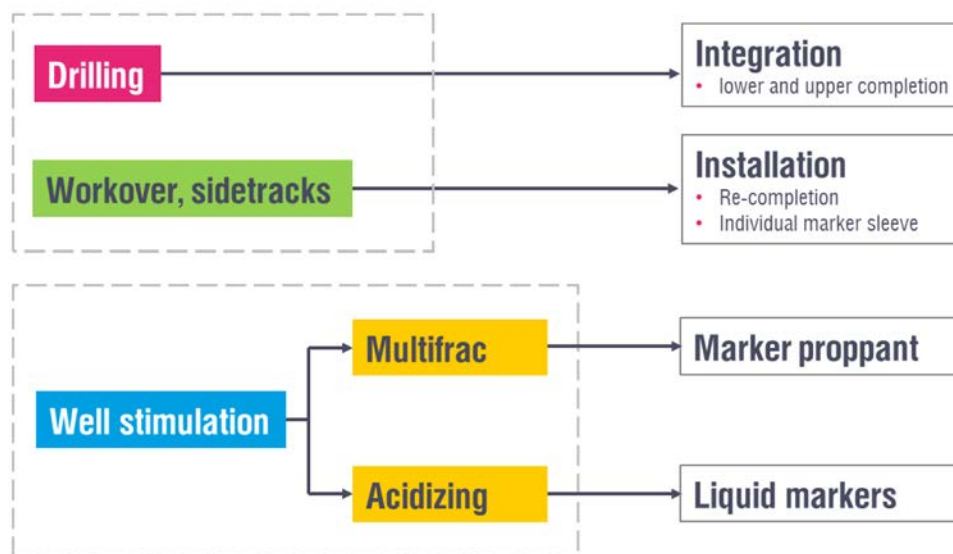 Drilling
Integration
• lower and upper completion
Workover, sidetracks
Installation
• Re-completion
• Individual marker sleeve
Well stimulation
Multifrac
Marker proppant
Acidizing
Liquid markers